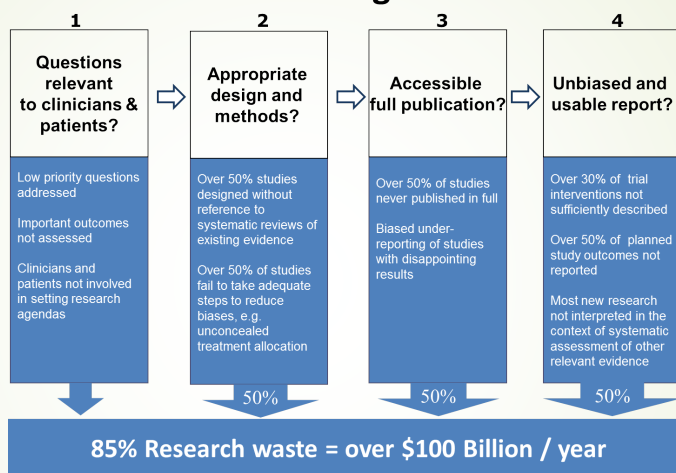 1
Questions
relevant
to clinicians &
patients?
Low priority questions
addressed
Important outcomes
not assessed
Clinicians and
patients not involved
in setting research
agendas
2
Appropriate
design and
methods?
Over 50% studies
designed without
reference to
systematic reviews of
existing evidence
Over 50% of studies
fail to take adequate
steps to reduce
biases, e.g.
unconcealed
treatment allocation
50%
3
Accessible
full publication?
Over 50% of studies
never published in full
Biased under-
reporting of studies
with disappointing
results
50%
4
Unbiased and
usable report?
Over 30% of trial
interventions not
sufficiently described
Over 50% of planned
study outcomes not
reported
Most new research
not interpreted in the
context of systematic
assessment of other
relevant evidence
50%
85% Research waste = over $100 Billion / year